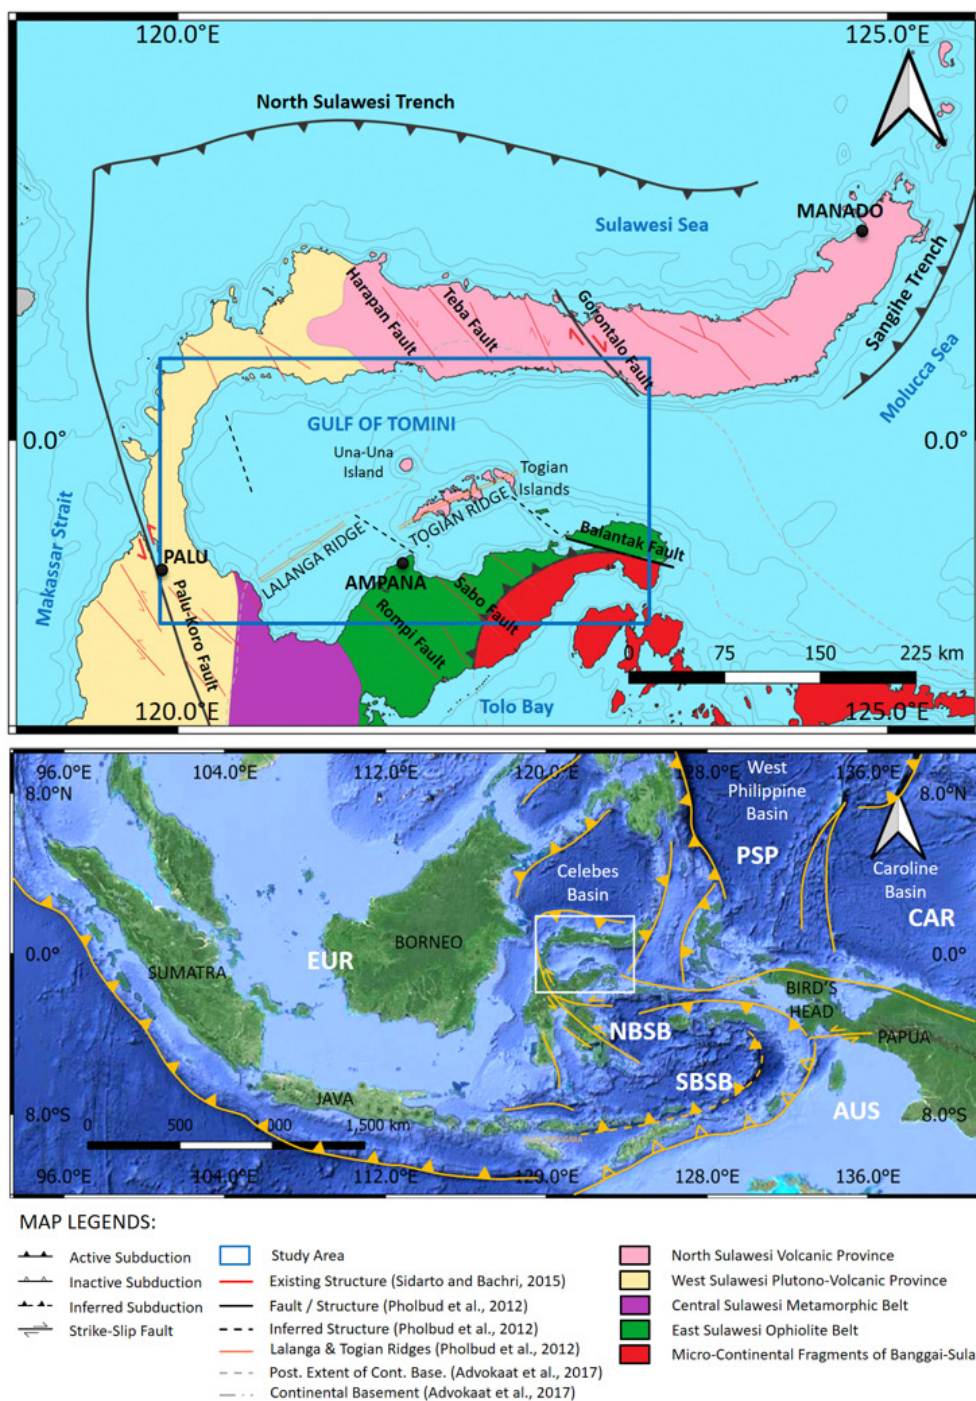 120.0°E
125.0°E
North Sulawesi Trench
MANADO
Sulawesi Sea
Harapan Fault
Teba Fault
Gorontalo Fault
Sangihe Trench
Molucca Sea
0.0°
GULF OF TOMINI
0.0°
Una-Una
Island
Togian
Islands
TOGIAN RIDGE
LALANGA RIDGE
Balantak Fault
Makassar Strait
PALU
AMPANA
Palu-Koro Fault
Rompi Fault
Sabo Fault
0 75 150 225 km
Tolo Bay
120.0°E
125.0°E
96.0°E 104.0°E 112.0°E 120.0°E 128.0°E 136.0°E
8.0°N
8.0°N
West
Philippine
Basin
PSP
Celebes
Basin
Caroline
Basin
CAR
BORNEO
EUR
SUMATRA
0.0°
0.0°
BIRD'S
HEAD
NBSB
PAPUA
SBSB
JAVA
AUS
8.0°S
8.0°S
0 500 1,000 1,500 km
96.0°E 104.0°E 112.0°E 120.0°E 128.0°E 136.0°E
MAP LEGENDS:
Active Subduction
Inactive Subduction
Inferred Subduction
Strike-Slip Fault
Study Area
Existing Structure (Sidarto and Bachri, 2015)
Fault / Structure (Pholbud et al., 2012)
Inferred Structure (Pholbud et al., 2012)
Lalanga & Togian Ridges (Pholbud et al., 2012)
Post. Extent of Cont. Base. (Advokaat et al., 2017)
Continental Basement (Advokaat et al., 2017)
North Sulawesi Volcanic Province
West Sulawesi Plutono-Volcanic Province
Central Sulawesi Metamorphic Belt
East Sulawesi Ophiolite Belt
Micro-Continental Fragments of Banggai-Sula